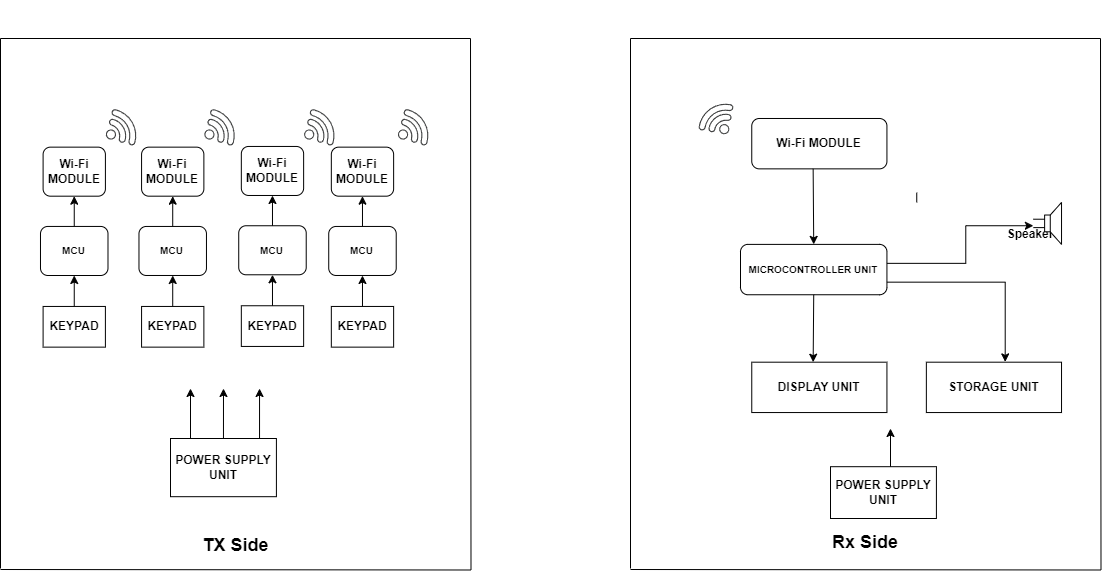 Wi-Fi
MODULE
Wi-Fi
MODULE
Wi-Fi
MODULE
Wi-Fi
MODULE
MCU
MCU
MCU
MCU
KEYPAD
KEYPAD
KEYPAD
KEYPAD
POWER SUPPLY
UNIT
TX Side
Wi-Fi MODULE
Speaker
MICROCONTROLLER UNIT
DISPLAY UNIT
STORAGE UNIT
POWER SUPPLY
UNIT
Rx Side